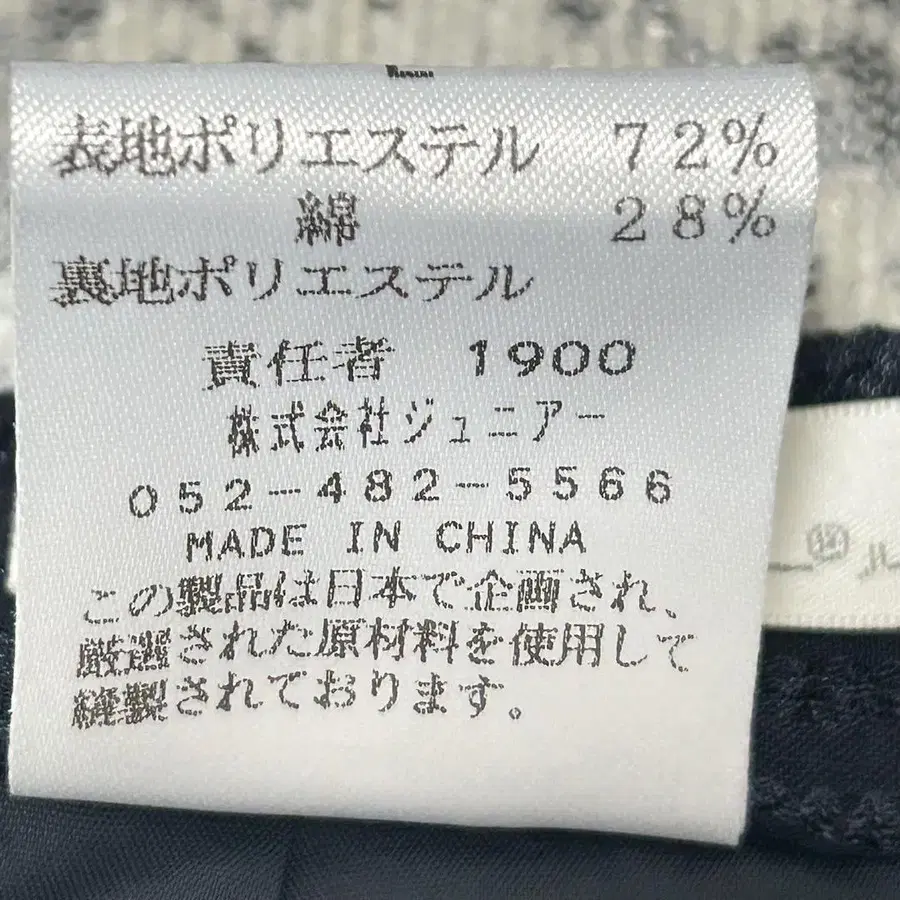 表地ポリエステル 72%
綿 28%
裏地ポリエステル
責任者 1900
株式会社ジュニアー
052-482-5566
MADE IN CHINA
この製品は日本で企画され、
厳選された原材料を使用して
縫製されております。